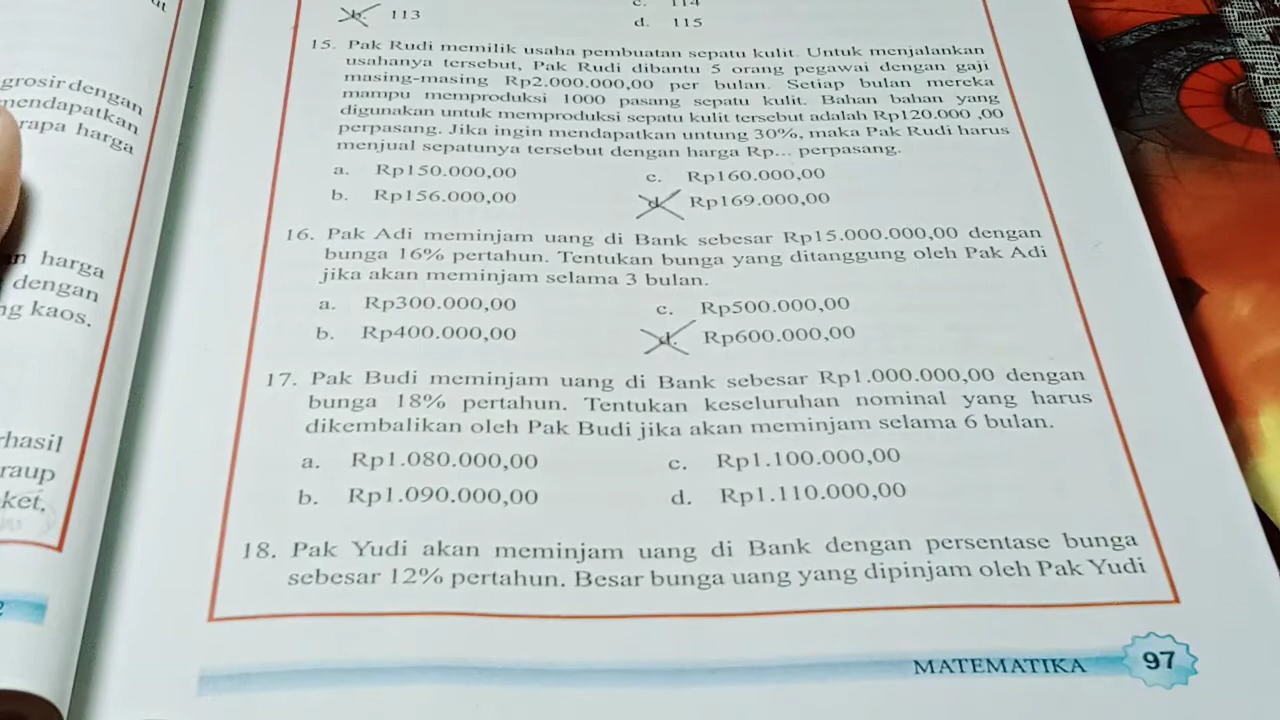 ut
grosir dengan
mendapatkan
rapa harga
harga
dengan
ng kaos.
rhasil
raup
ket,
b. 113
c. 114
d. 115
15. Pak Rudi memilik usaha pembuatan sepatu kulit. Untuk menjalankan
usahanya tersebut, Pak Rudi dibantu 5 orang pegawai dengan gaji
masing-masing Rp2.000.000,00 per bulan. Setiap bulan mereka
mampu memproduksi 1000 pasang sepatu kulit. Bahan bahan yang
digunakan untuk memproduksi sepatu kulit tersebut adalah Rp120.000 ,00
perpasang. Jika ingin mendapatkan untung 30%, maka Pak Rudi harus
menjual sepatunya tersebut dengan harga Rp... perpasang.
a. Rp150.000,00 c. Rp160.000,00
b. Rp156.000,00 d. Rp169.000,00
16. Pak Adi meminjam uang di Bank sebesar Rp15.000.000,00 dengan
bunga 16% pertahun. Tentukan bunga yang ditanggung oleh Pak Adi
jika akan meminjam selama 3 bulan.
a. Rp300.000,00 c. Rp500.000,00
b. Rp400.000,00 d. Rp600.000,00
17. Pak Budi meminjam uang di Bank sebesar Rp1.000.000,00 dengan
bunga 18% pertahun. Tentukan keseluruhan nominal yang harus
dikembalikan oleh Pak Budi jika akan meminjam selama 6 bulan.
a. Rp1.080.000,00 c. Rp1.100.000,00
b. Rp1.090.000,00 d. Rp1.110.000,00
18. Pak Yudi akan meminjam uang di Bank dengan persentase bunga
sebesar 12% pertahun. Besar bunga uang yang dipinjam oleh Pak Yudi
MATEMATIKA 97